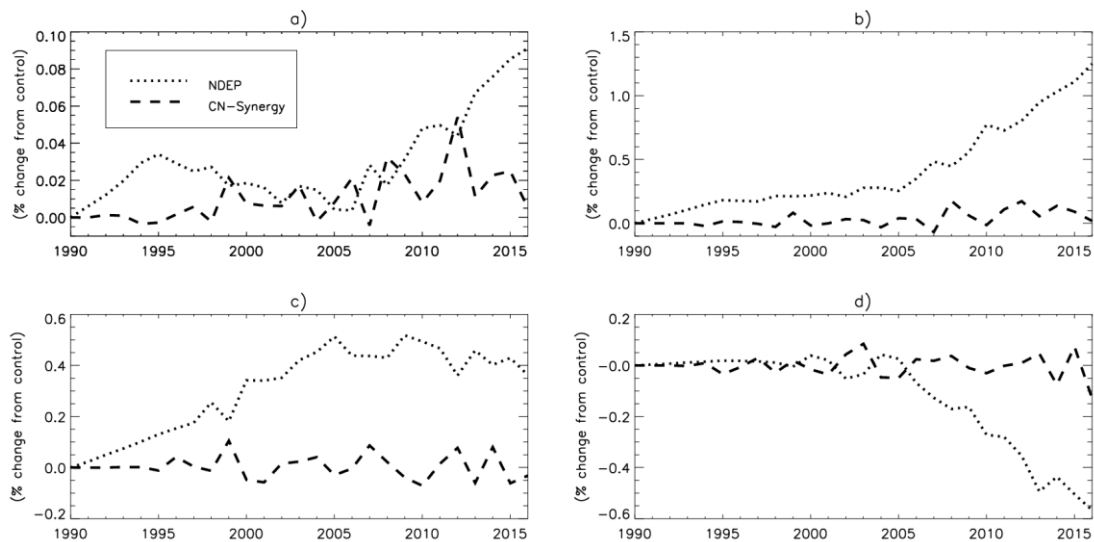 a)
(% change from control)
0.10
0.08
0.06
0.04
0.02
0.00
NDEP
CN-Synergy
1990 1995 2000 2005 2010 2015
b)
(% change from control)
1.5
1.0
0.5
0.0
1990 1995 2000 2005 2010 2015
c)
(% change from control)
0.6
0.4
0.2
0.0
-0.2
1990 1995 2000 2005 2010 2015
d)
(% change from control)
0.2
-0.0
-0.2
-0.4
-0.6
1990 1995 2000 2005 2010 2015